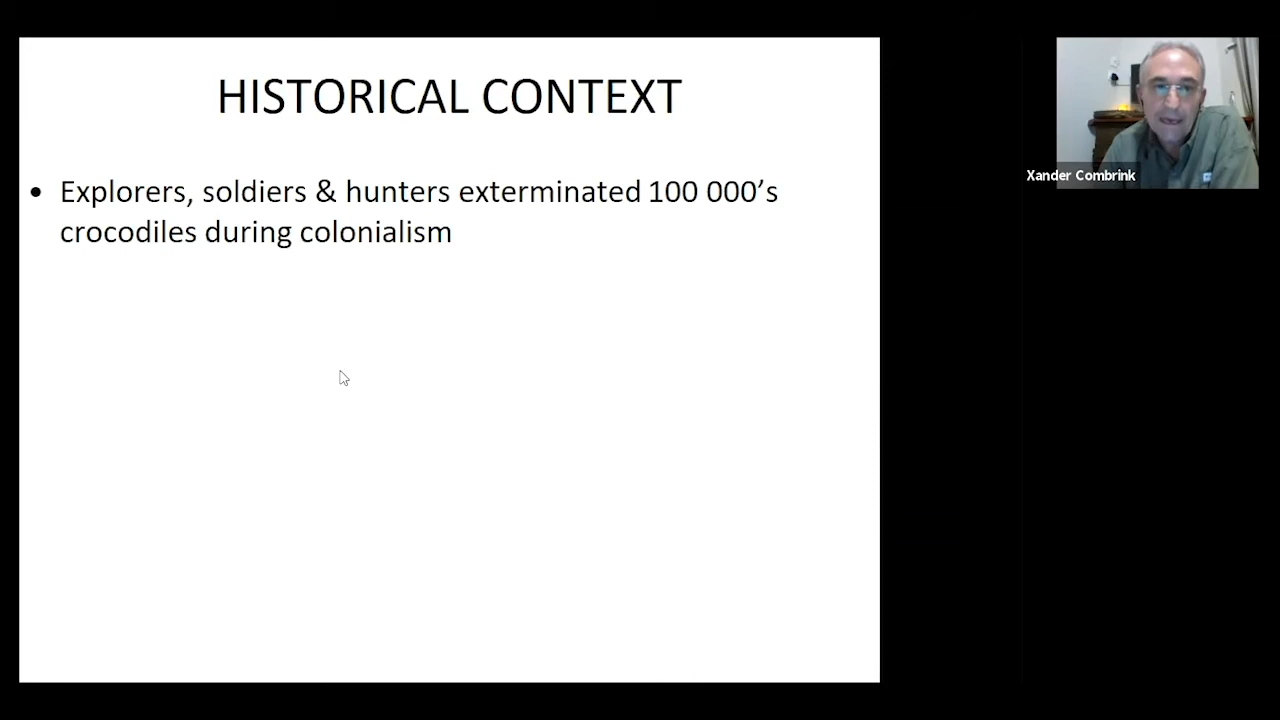 HISTORICAL CONTEXT
• Explorers, soldiers & hunters exterminated 100 000’s
crocodiles during colonialism
Xander Combrink